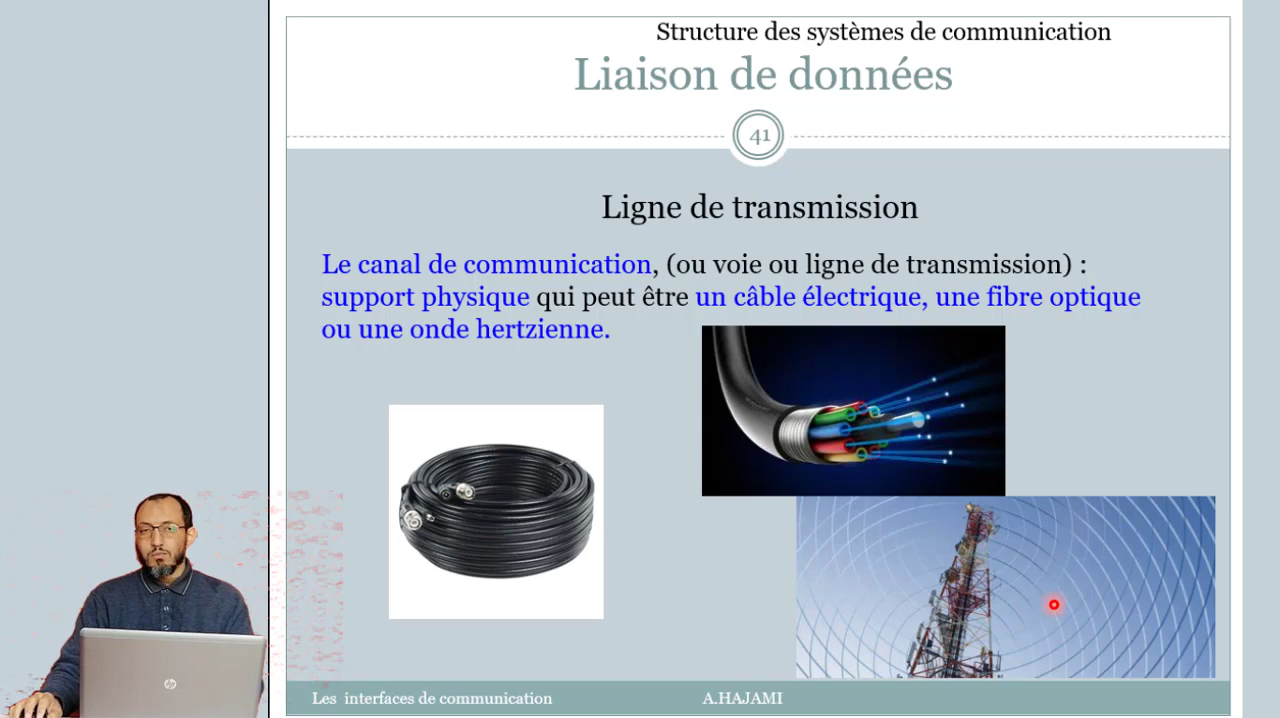 Structure des systèmes de communication
Liaison de données
41
Ligne de transmission
Le canal de communication, (ou voie ou ligne de transmission) :
support physique qui peut être un câble électrique, une fibre optique
ou une onde hertzienne.
hp
Les interfaces de communication A.HAJAMI